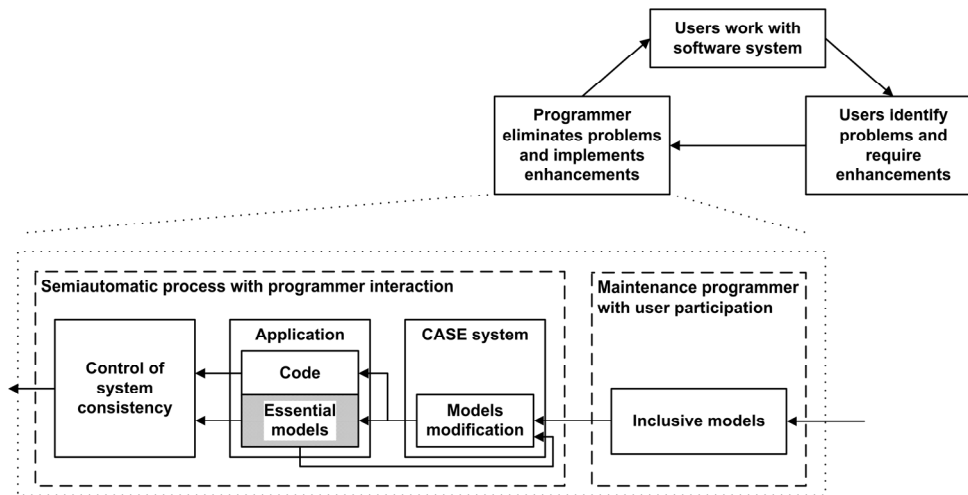 Users work with
software system
Programmer
eliminates problems
and implements
enhancements
Users identify
problems and
require
enhancements
Semiautomatic process with programmer interaction
Maintenance programmer
with user participation
Control of
system
consistency
Application
Code
Essential
models
CASE system
Models
modification
Inclusive models